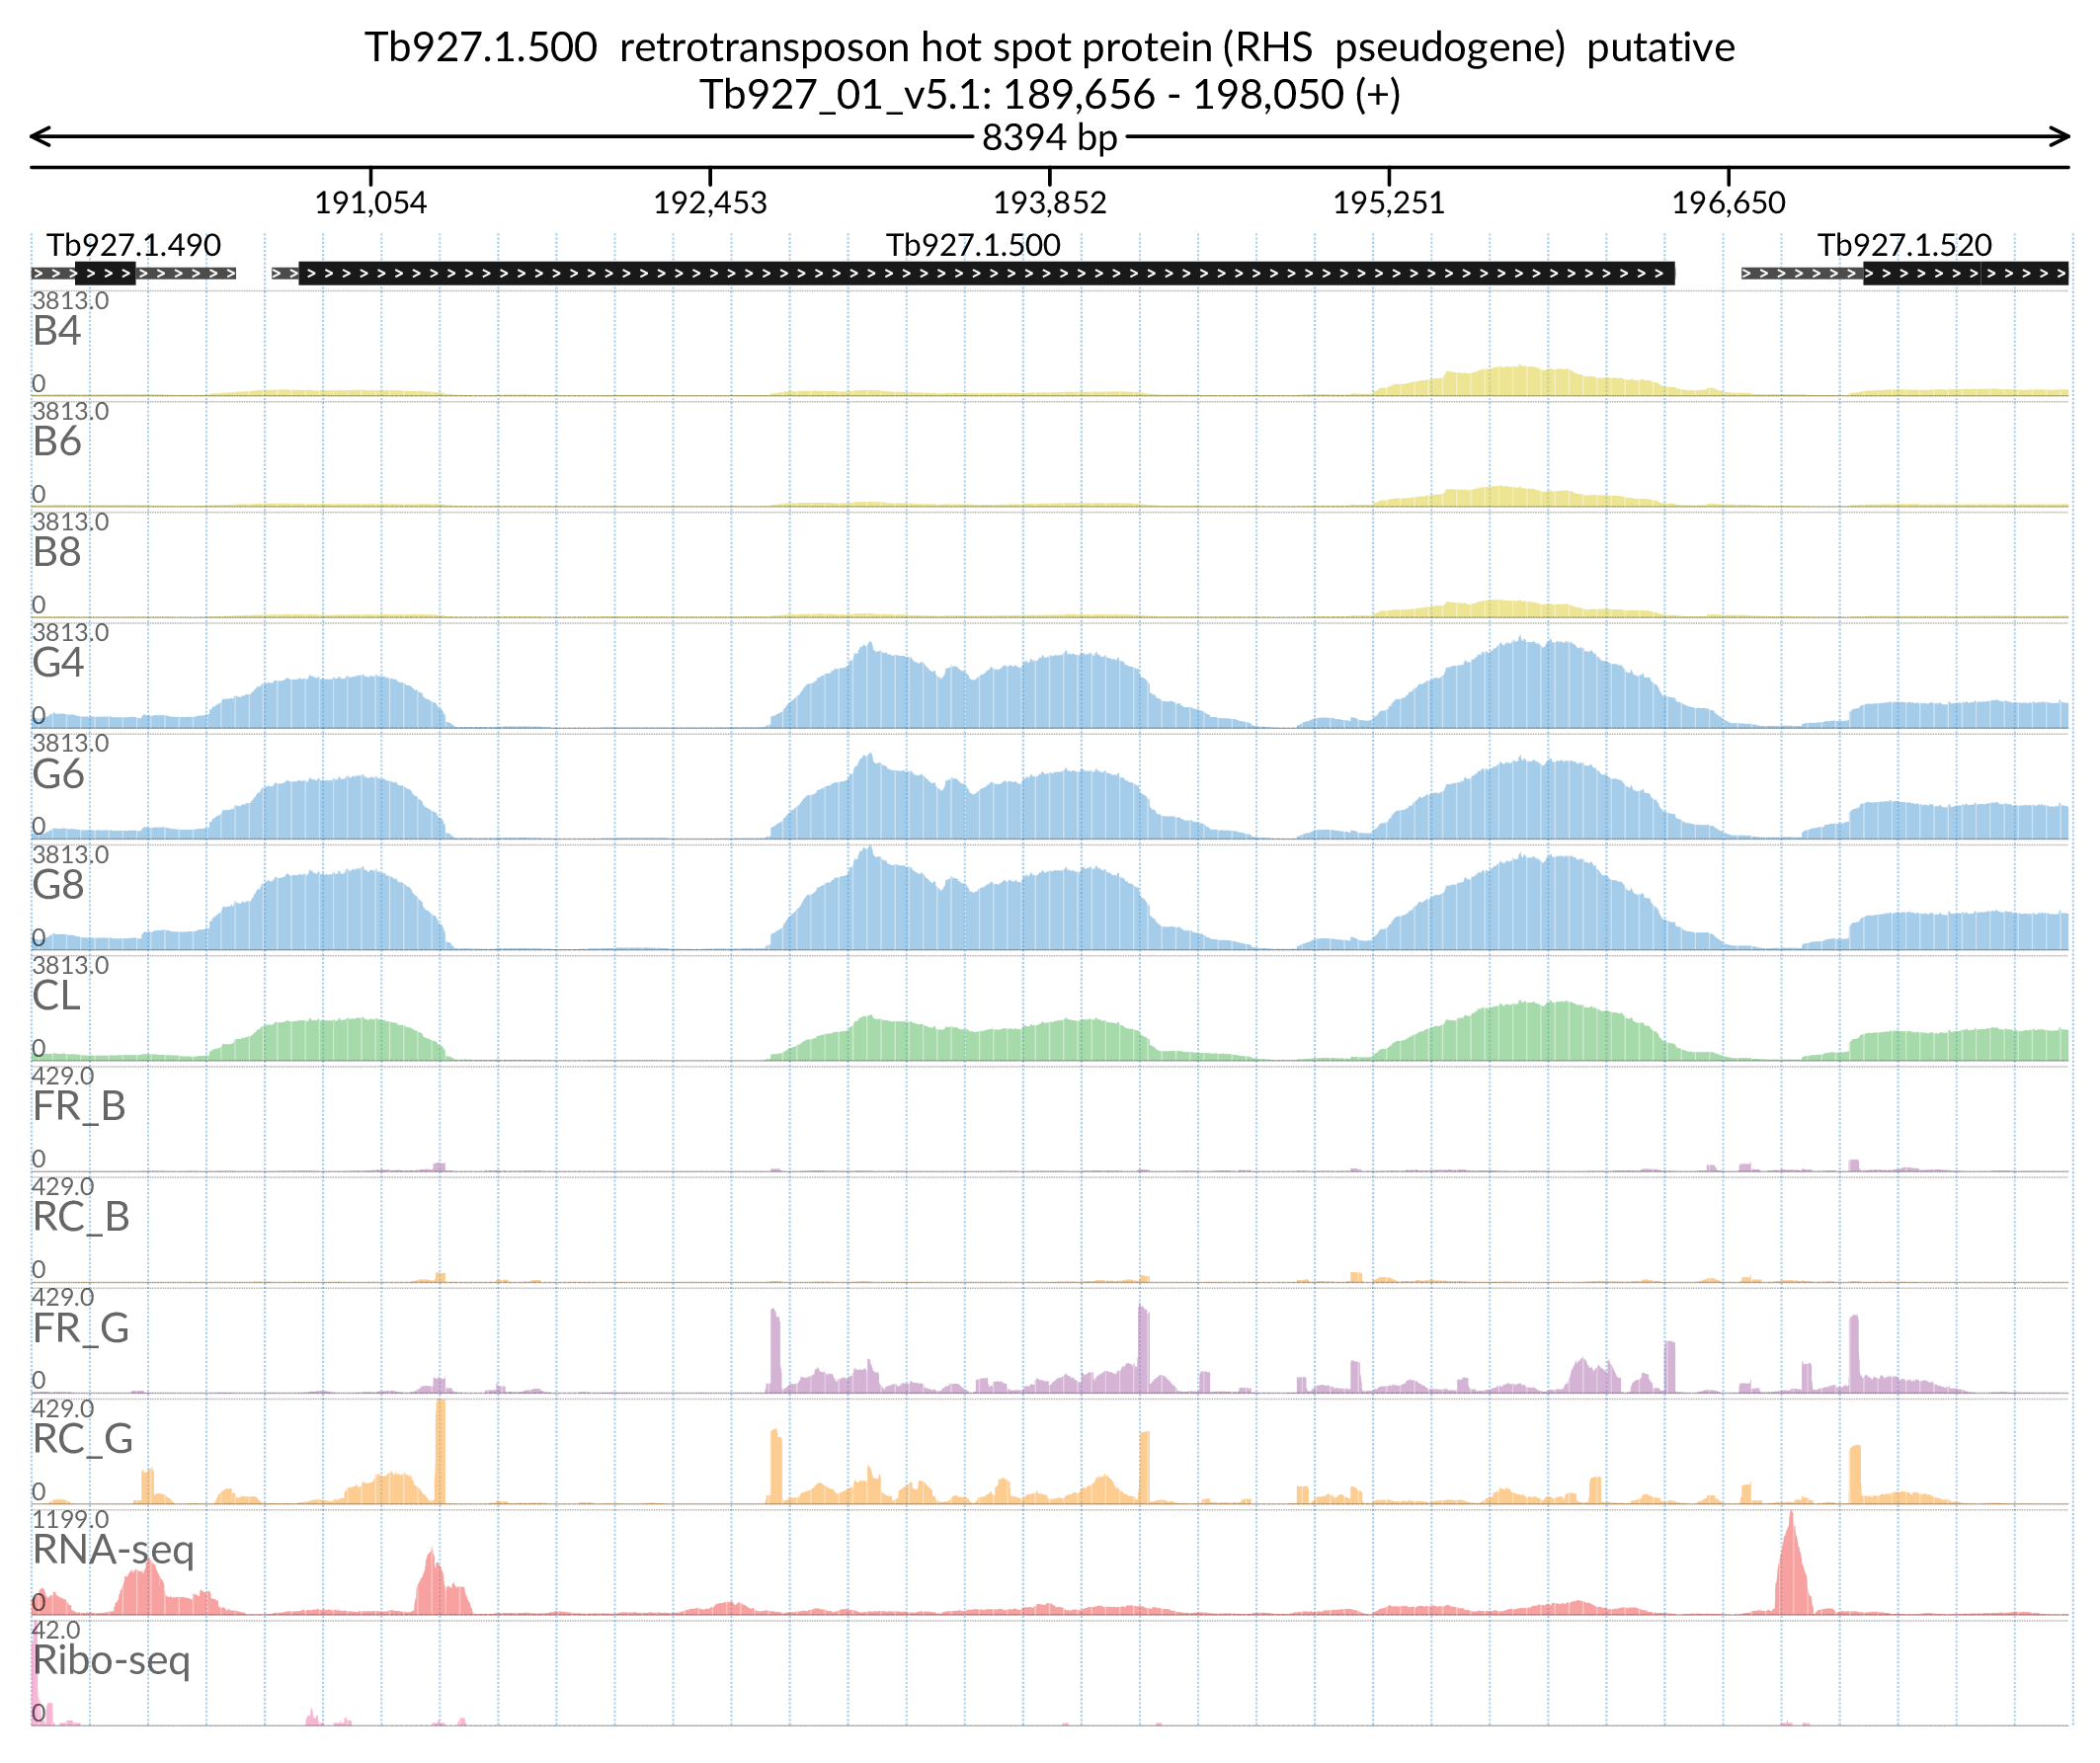 Tb927.1.500 retrotransposon hot spot protein (RHS pseudogene) putative
Tb927_01_v5.1: 189,656 - 198,050 (+)
8394 bp
191,054 192,453 193,852 195,251 196,650
Tb927.1.490 Tb927.1.500 Tb927.1.520
3813.0
B4
0
3813.0
B6
0
3813.0
B8
0
3813.0
G4
0
3813.0
G6
0
3813.0
G8
0
3813.0
CL
0
429.0
FR_B
0
429.0
RC_B
0
429.0
FR_G
0
429.0
RC_G
0
1199.0
RNA-seq
0
42.0
Ribo-seq
0